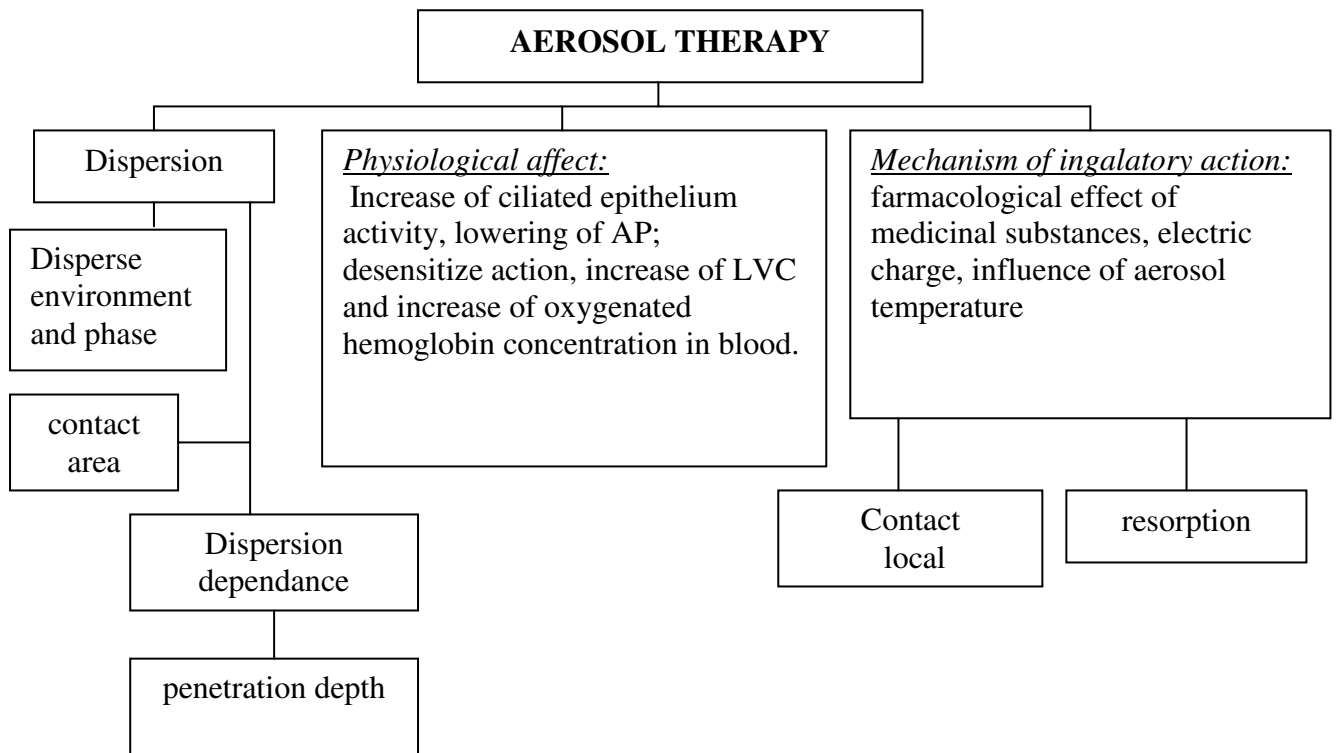 AEROSOL THERAPY
Dispersion
Disperse
environment
and phase
contact
area
Dispersion
dependance
penetration depth
Physiological affect:
Increase of ciliated epithelium
activity, lowering of AP;
desensitize action, increase of LVC
and increase of oxygenated
hemoglobin concentration in blood.
Mechanism of ingalatory action:
farmacological effect of
medicinal substances, electric
charge, influence of aerosol
temperature
Contact
local
resorption